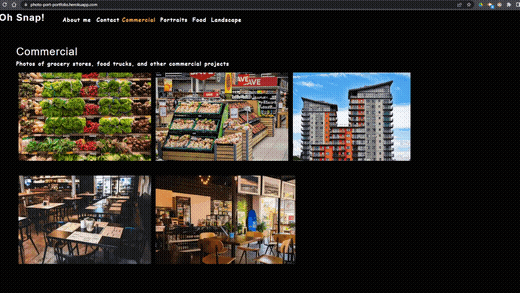 photo-port-portfolio.herokuapp.com
Oh Snap!
About me Contact Commercial Portraits Food Landscape
Commercial
Photos of grocery stores, food trucks, and other commercial projects
SAVE
SAVE